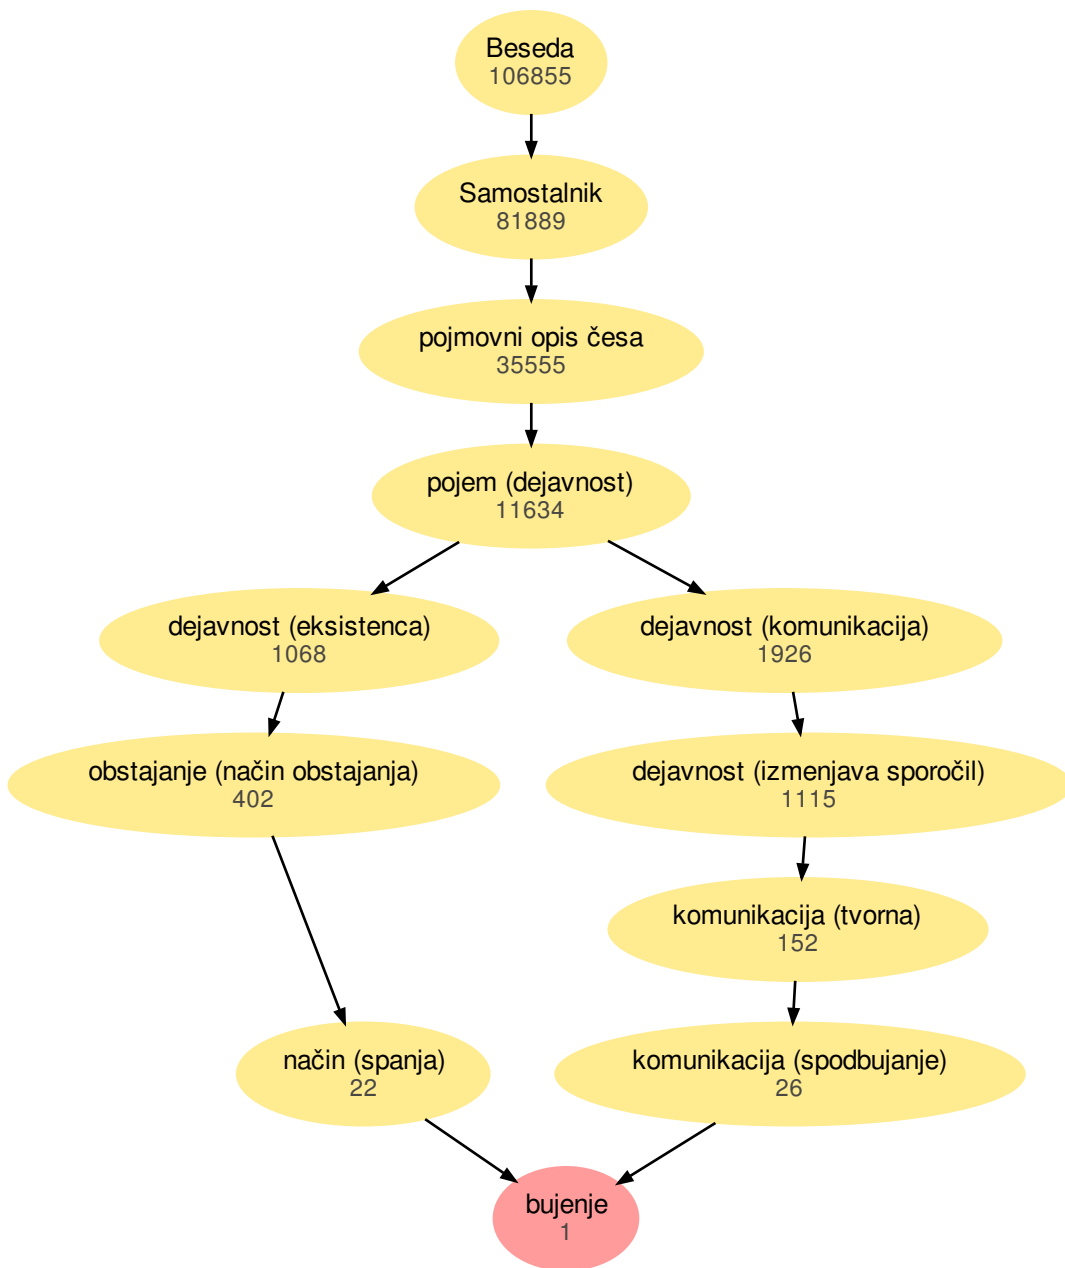 Beseda
106855
Samostalnik
81889
pojmovni opis česa
35555
pojem (dejavnost)
11634
dejavnost (eksistenca)
1068
dejavnost (komunikacija)
1926
obstajanje (način obstajanja)
402
dejavnost (izmenjava sporočil)
1115
komunikacija (tvorna)
152
način (spanja)
22
komunikacija (spodbujanje)
26
bujenje
1